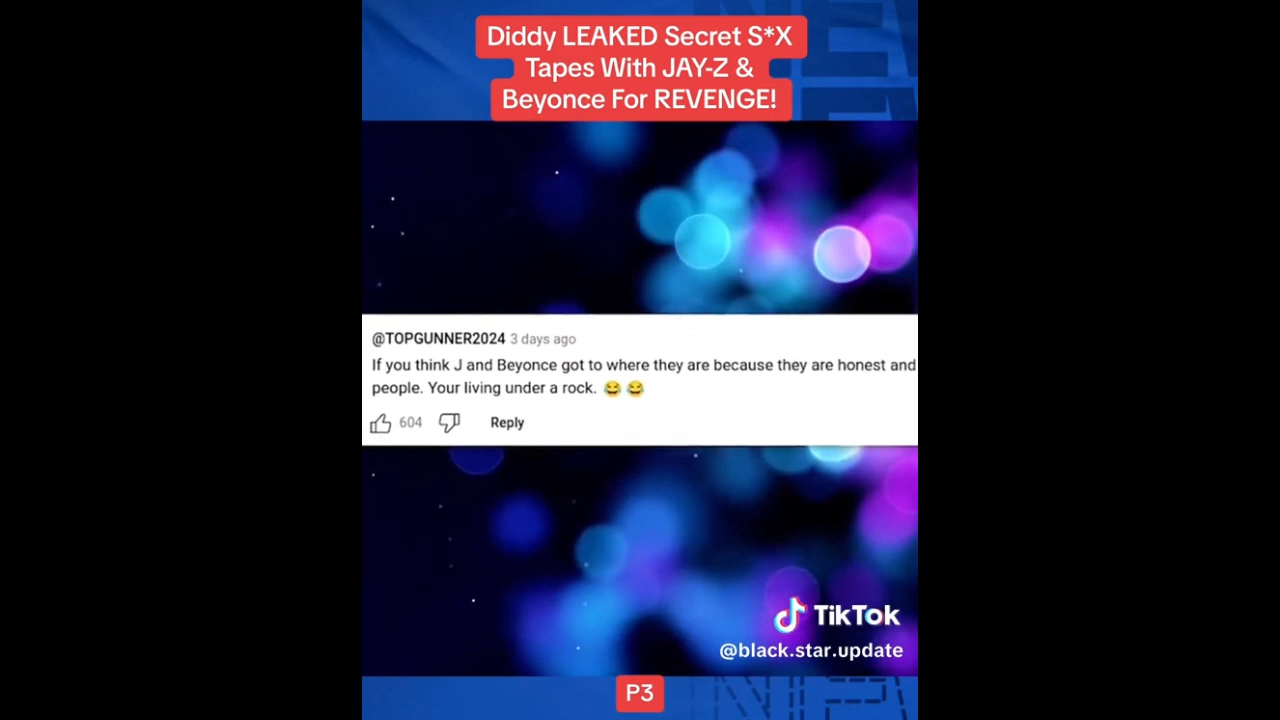 Diddy LEAKED Secret S*X
Tapes With JAY-Z &
Beyonce For REVENGE!
@TOPGUNNER2024 3 days ago
If you think J and Beyonce got to where they are because they are honest and
people. Your living under a rock. 😂 😂
604
Reply
TikTok
@black.star.update
P3